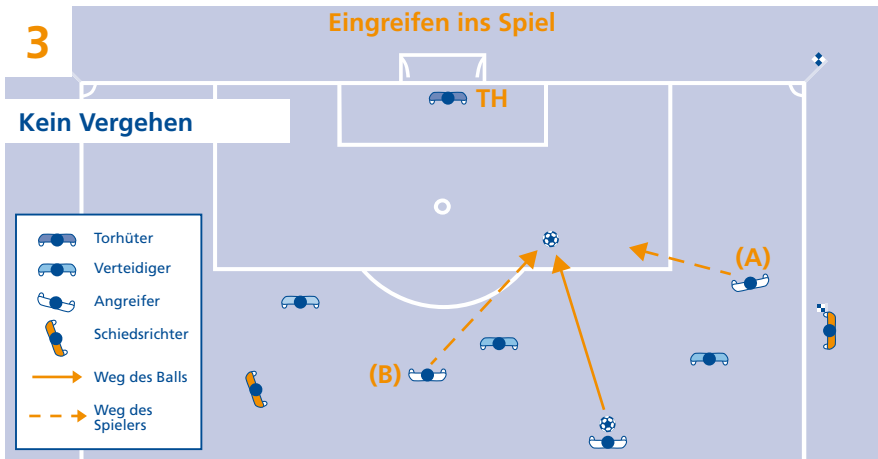 Eingreifen ins Spiel
3
TH
Kein Vergehen
Torhüter
Verteidiger
Angreifer
Schiedsrichter
Weg des Balls
Weg des
Spielers
(A)
(B)